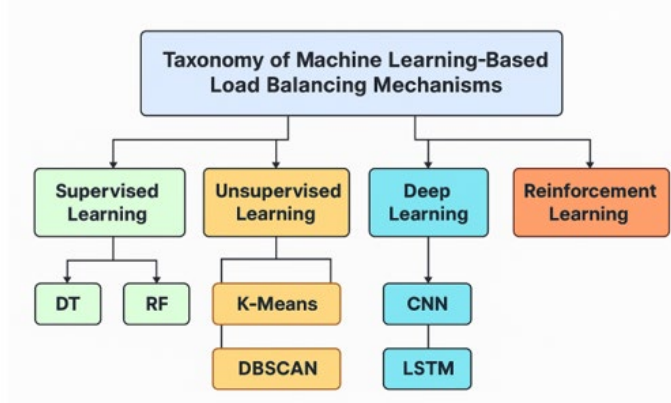 Taxonomy of Machine Learning-Based
Load Balancing Mechanisms
Supervised
Learning
Unsupervised
Learning
Deep
Learning
Reinforcement
Learning
DT
RF
K-Means
CNN
DBSCAN
LSTM